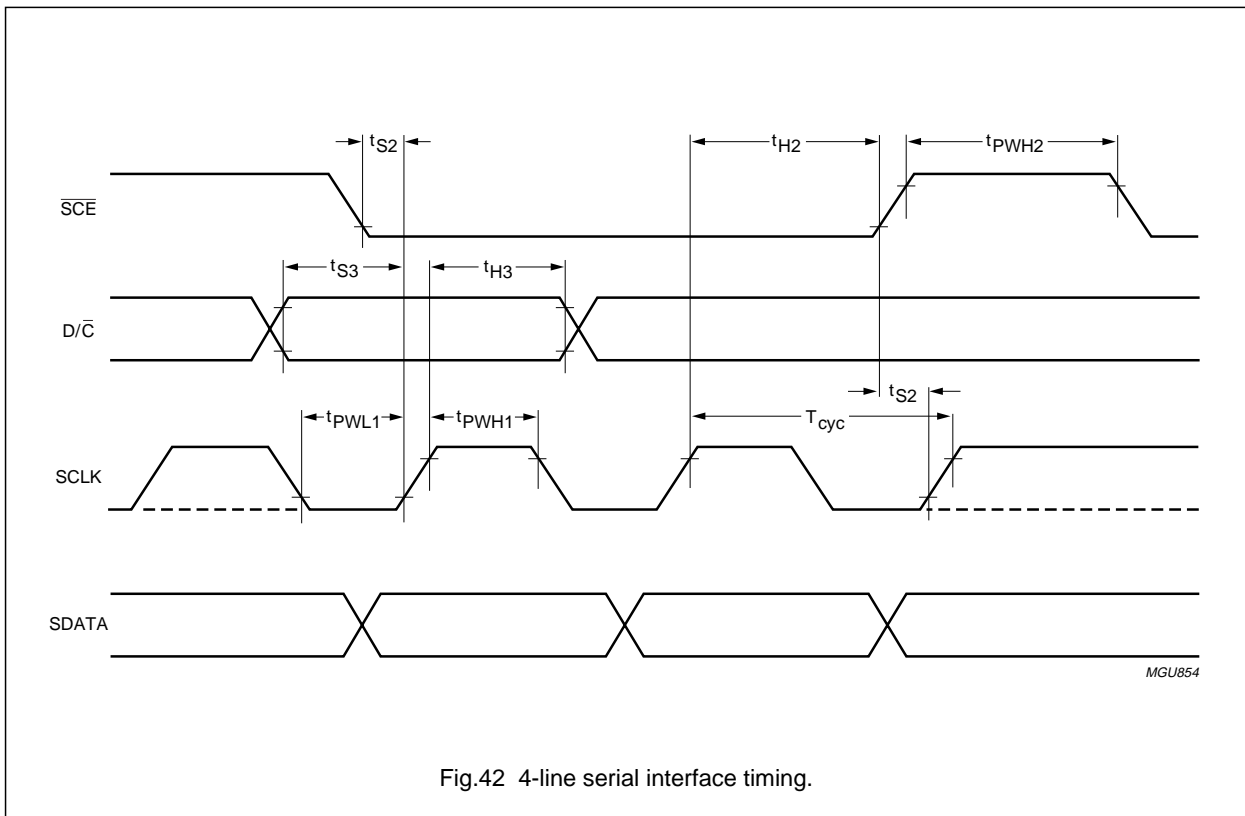 tS2
tH2
tPWH2
SCE
tS3
tH3
D/C
tS2
tPWL1
tPWH1
Tcyc
SCLK
SDATA
MGU854
Fig.42 4-line serial interface timing.